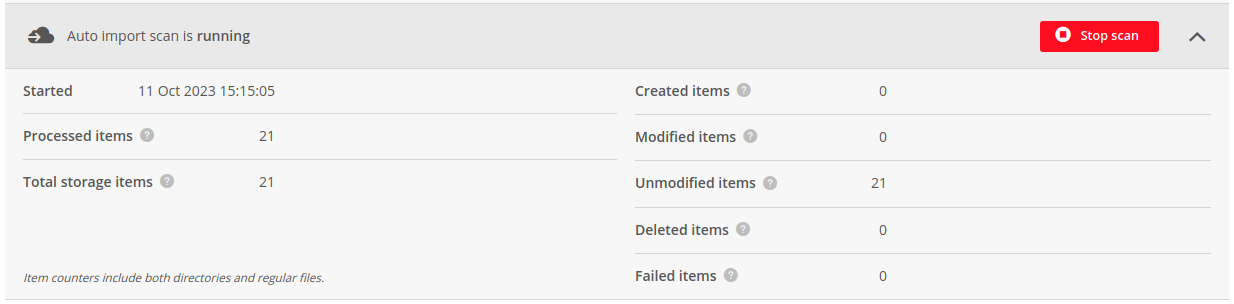 Auto import scan is running
Stop scan
Started 11 Oct 2023 15:15:05
Processed items ? 21
Total storage items ? 21
Item counters include both directories and regular files.
Created items ? 0
Modified items ? 0
Unmodified items ? 21
Deleted items ? 0
Failed items ? 0